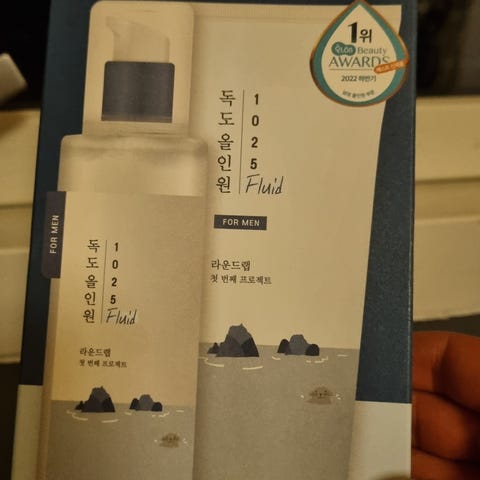 1위
Beauty
AWARDS
2022 하반기
독도올인원
1025
Fluid
FOR MEN
라운드랩
첫 번째 프로젝트
FOR MEN
독도올인원
1025
Fluid
라운드랩
첫 번째 프로젝트